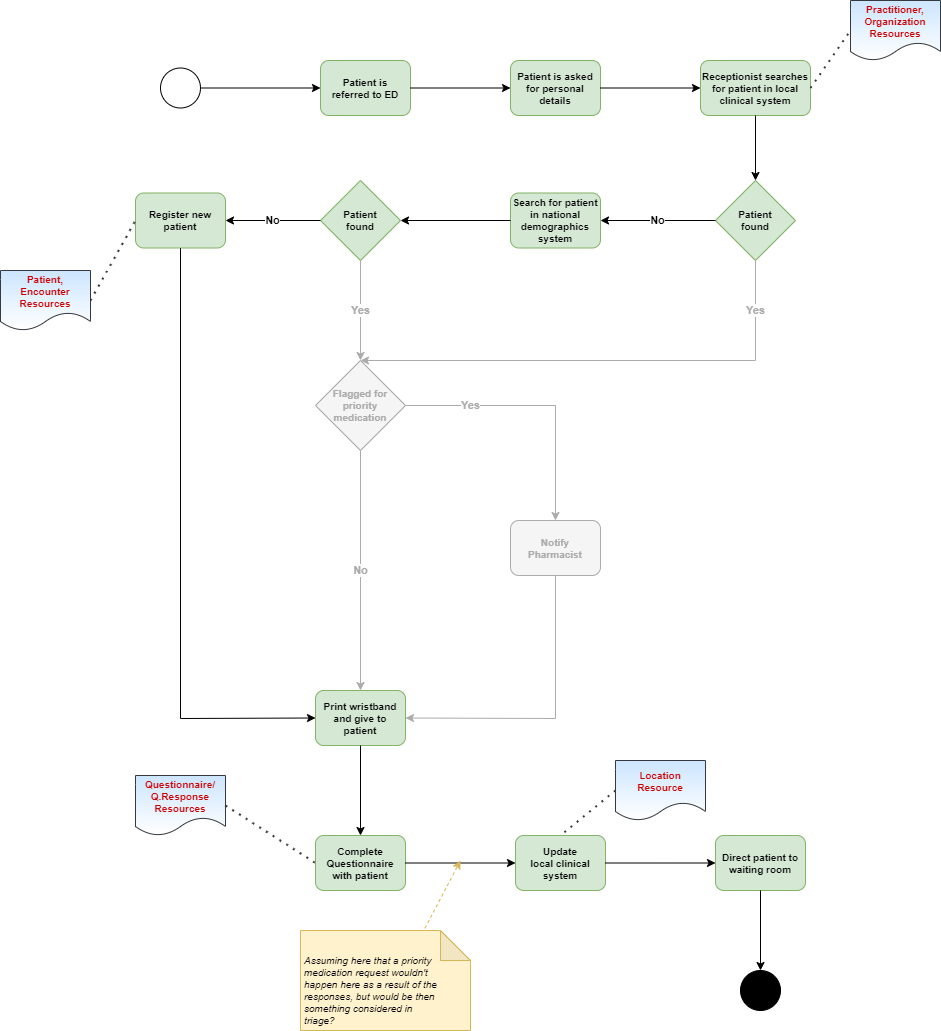 Practitioner,
Organization
Resources
Patient is
referred to ED
Patient is asked
for personal
details
Receptionist searches
for patient in local
clinical system
Register new
patient
No
Patient
found
Search for patient
in national
demographics
system
No
Patient
found
Patient,
Encounter
Resources
Yes
Yes
Flagged for
priority
medication
Yes
Notify
Pharmacist
No
Print wristband
and give to
patient
Questionnaire/
Q.Response
Resources
Location
Resource
Complete
Questionnaire
with patient
Update
local clinical
system
Direct patient to
waiting room
Assuming here that a priority
medication request wouldn't
happen here as a result of the
responses, but would be then
something considered in
triage?